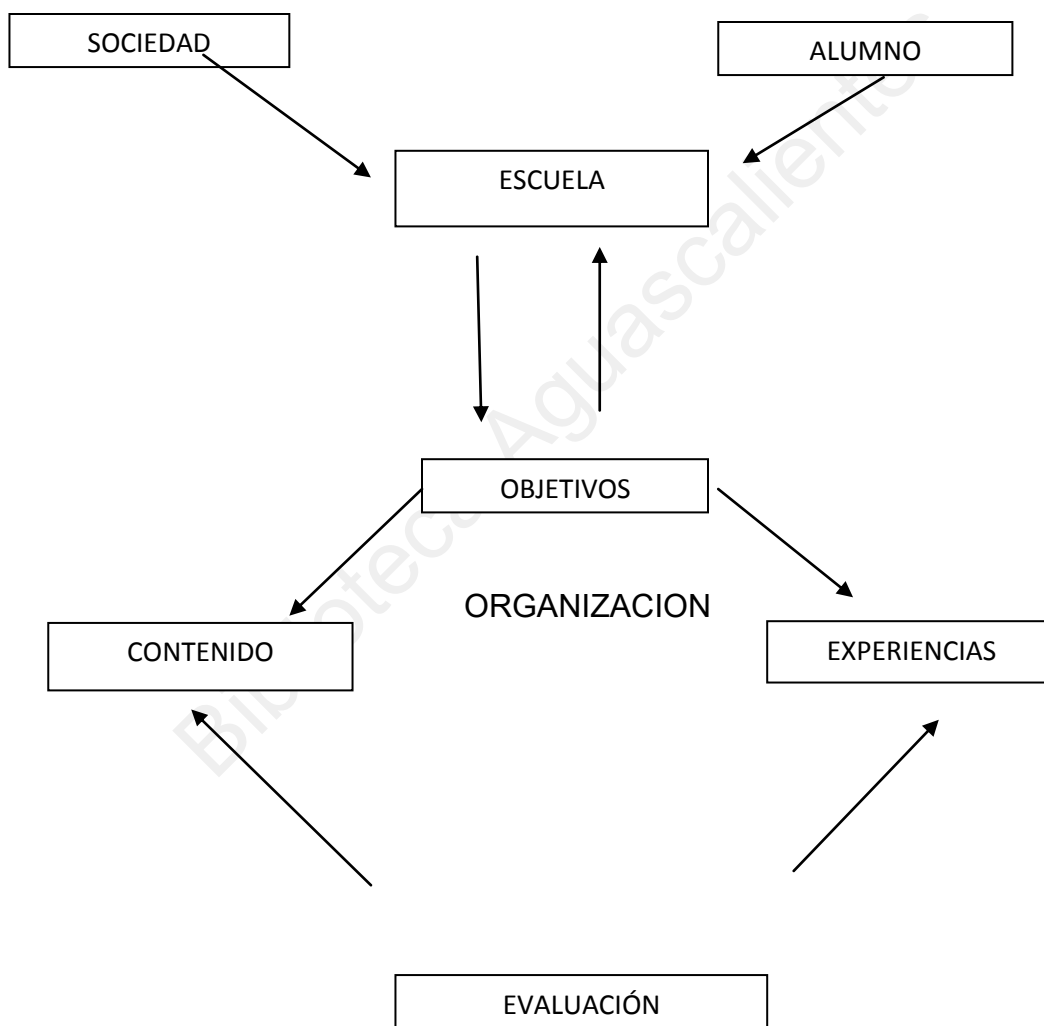 SOCIEDAD
ALUMNO
ESCUELA
OBJETIVOS
ORGANIZACION
CONTENIDO
EXPERIENCIAS
EVALUACIÓN
Biblioteca Aguascalientes